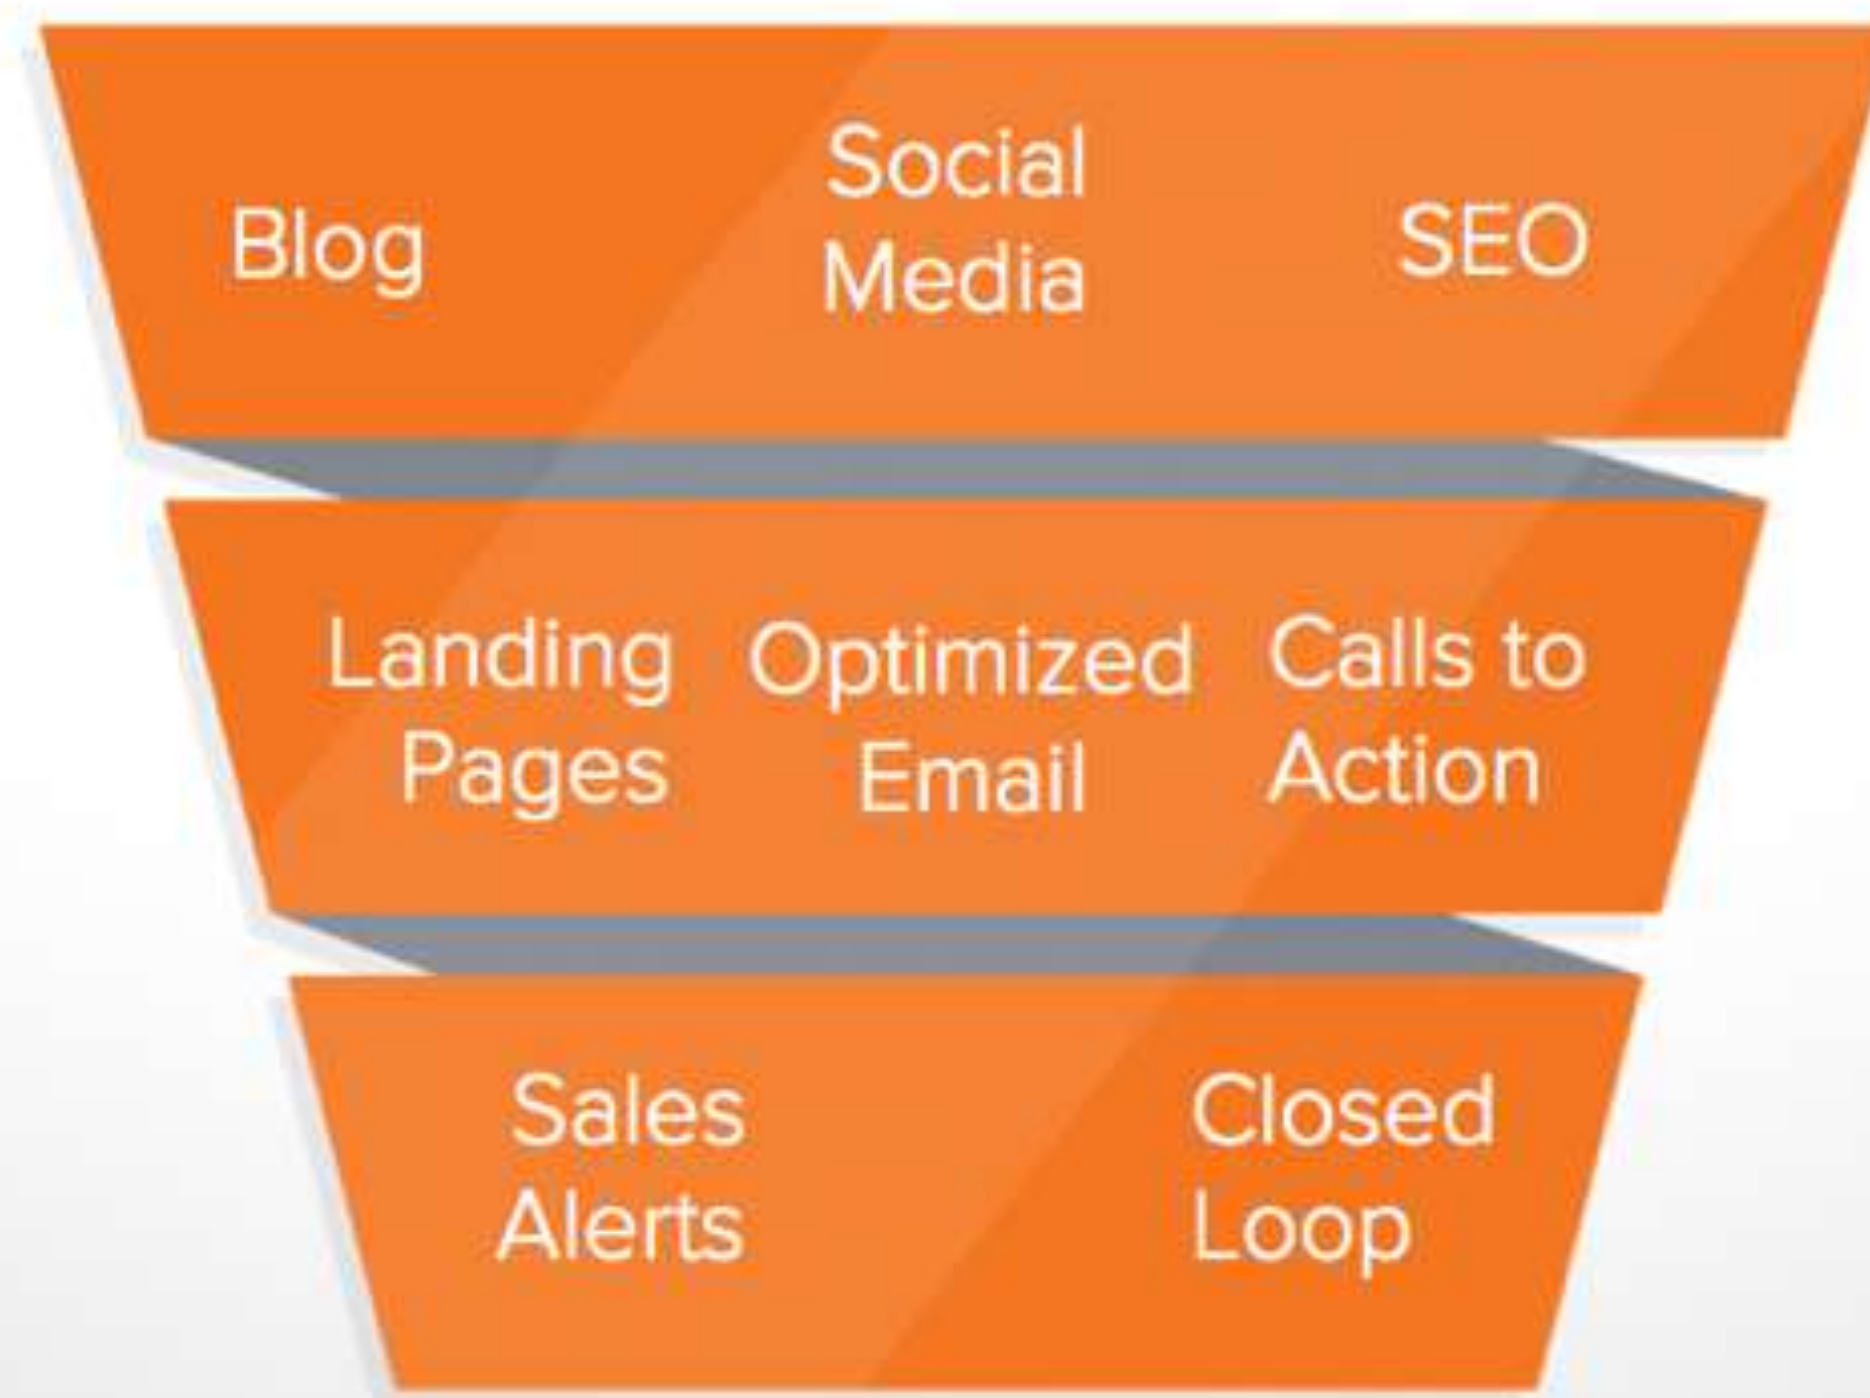 Blog
Social
Media
SEO
Landing
Pages
Optimized
Email
Calls to
Action
Sales
Alerts
Closed
Loop